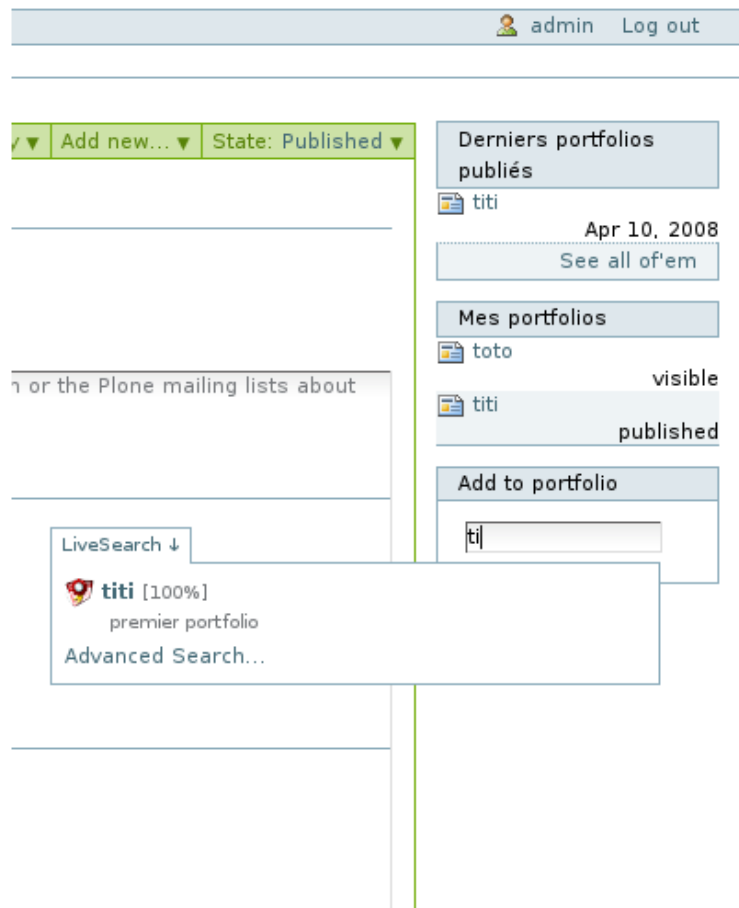 admin Log out
Add new... ▼ State: Published ▼
Derniers portfolios
publiés
titi
Apr 10, 2008
See all of'em
Mes portfolios
toto
visible
titi
published
or the Plone mailing lists about
Add to portfolio
ti
LiveSearch ↓
titi [100%]
premier portfolio
Advanced Search...